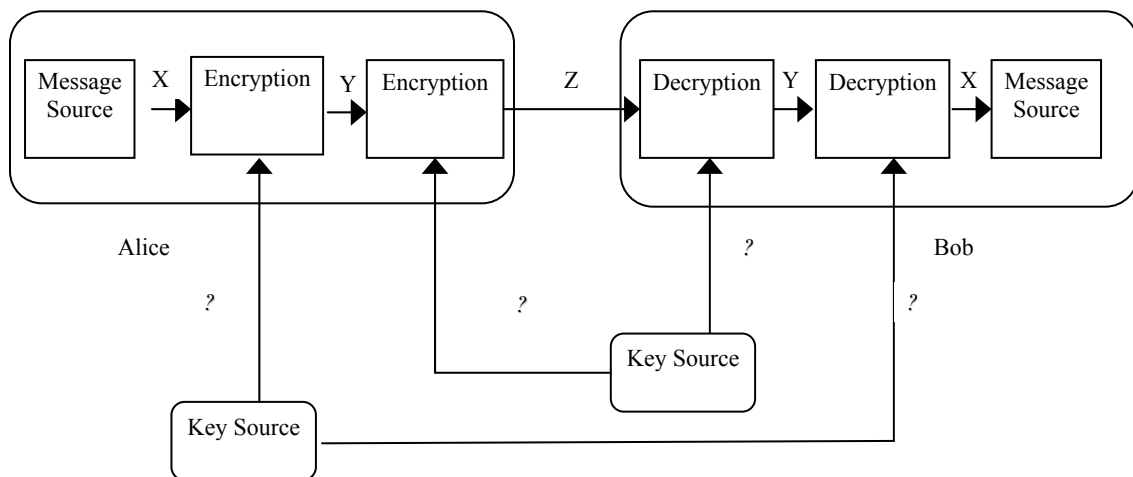 Message
Source
X
Encryption
Y
Encryption
Z
Decryption
Y
Decryption
X
Message
Source
Alice
?
Bob
?
?
?
Key Source
Key Source